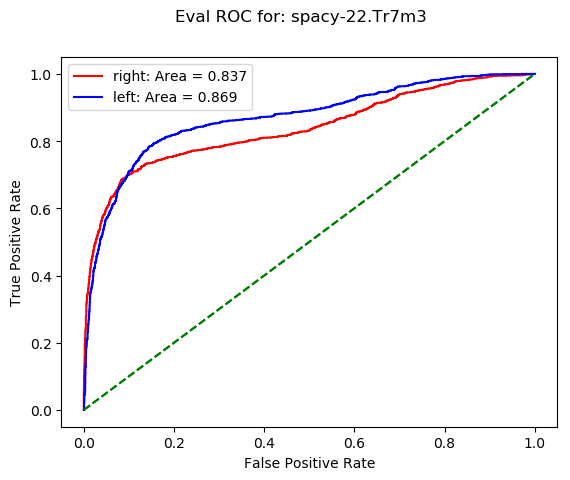 Eval ROC for: spacy-22.Tr7m3
right: Area = 0.837
left: Area = 0.869
True Positive Rate
1.0
0.8
0.6
0.4
0.2
0.0
0.0 0.2 0.4 0.6 0.8 1.0
False Positive Rate